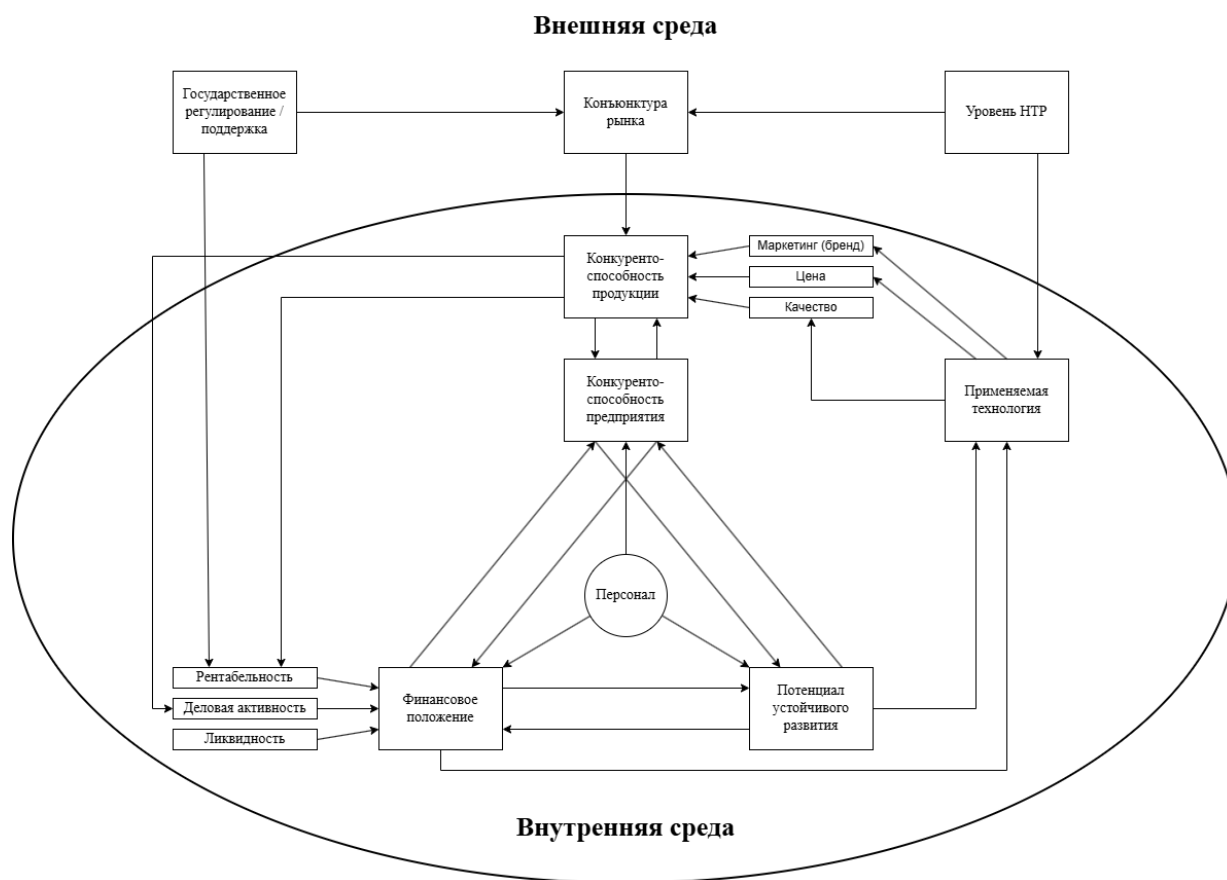 Внешняя среда
Государственное
регулирование /
поддержка
Конъюнктура
рынка
Уровень НТР
Конкуренто-
способность
продукции
Маркетинг (бренд)
Цена
Качество
Конкуренто-
способность
предприятия
Применяемая
технология
Персонал
Рентабельность
Деловая активность
Ликвидность
Финансовое
положение
Потенциал
устойчивого
развития
Внутренняя среда